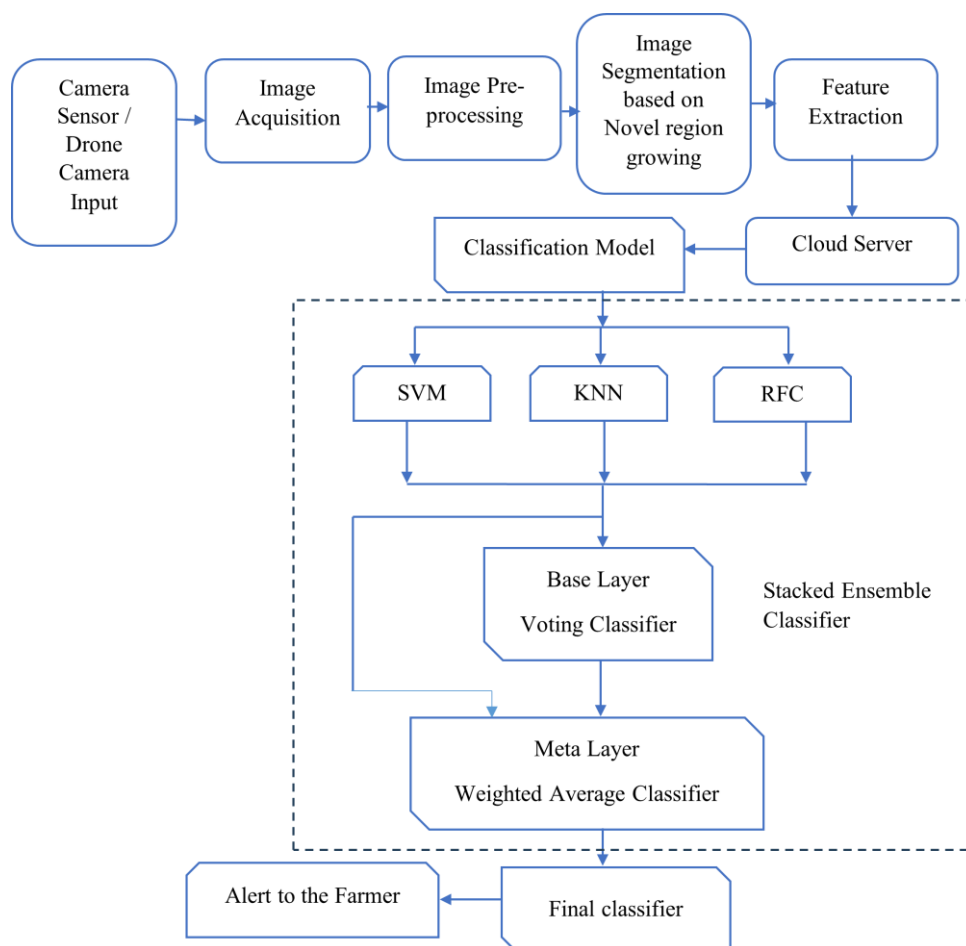 Camera
Sensor /
Drone
Camera
Input
Image
Acquisition
Image Pre-
processing
Image
Segmentation
based on
Novel region
growing
Feature
Extraction
Cloud Server
Classification Model
SVM
KNN
RFC
Base Layer
Voting Classifier
Stacked Ensemble
Classifier
Meta Layer
Weighted Average Classifier
Alert to the Farmer
Final classifier